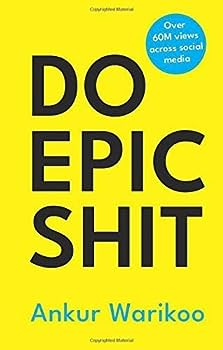 Over
60M views
across social
media
DO
EPIC
SHIT
Ankur Warikoo